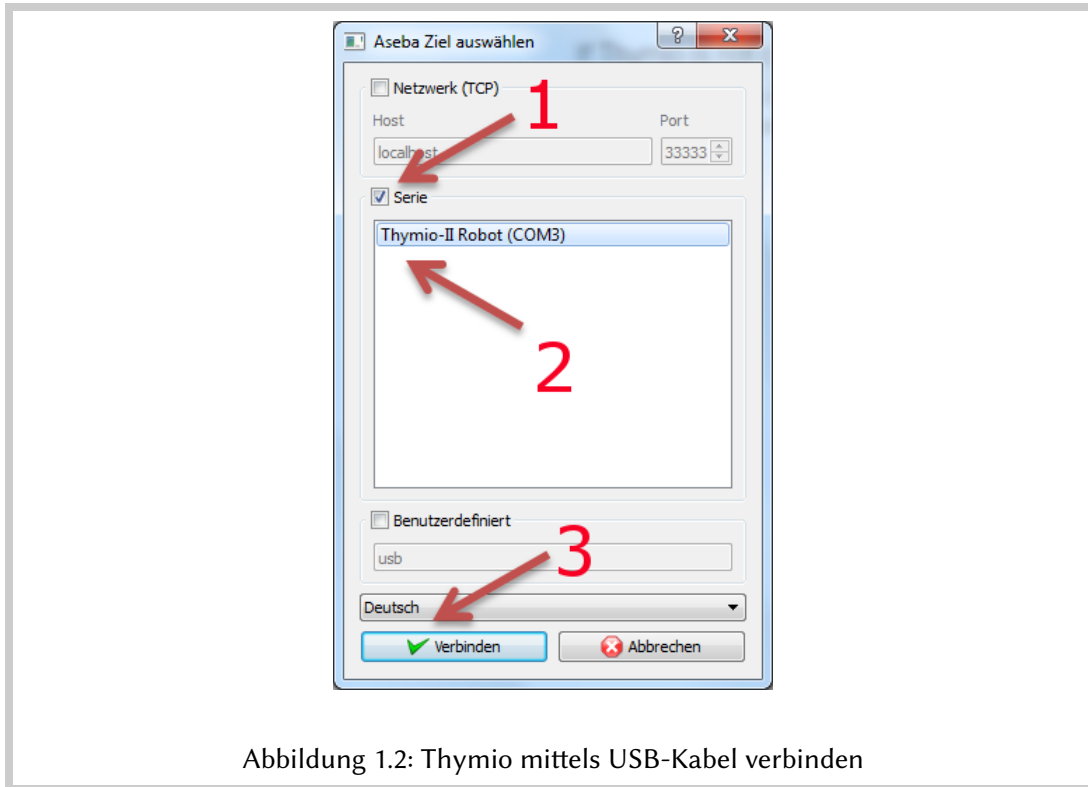 Aseba Ziel auswählen
Netzwerk (TCP)
1
Host Port
localhost 33333
Serie
Thymio-II Robot (COM3)
2
Benutzerdefiniert
3
usb
Deutsch
Verbinden Abbrechen
Abbildung 1.2: Thymio mittels USB-Kabel verbinden